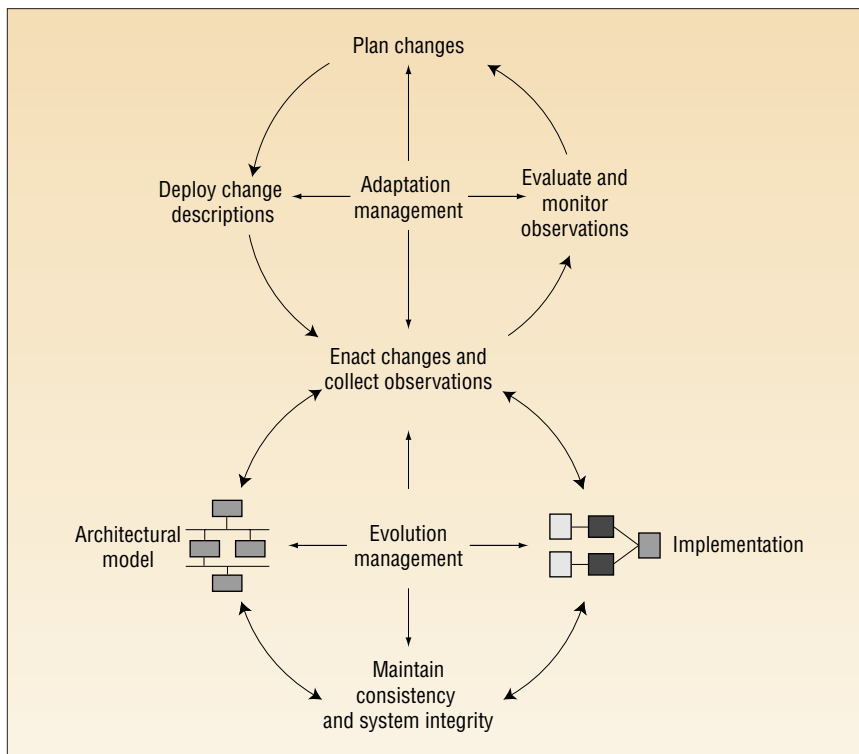 Plan changes
Deploy change
descriptions
Adaptation
management
Evaluate and
monitor
observations
Enact changes and
collect observations
Architectural
model
Evolution
management
Implementation
Maintain
consistency
and system integrity